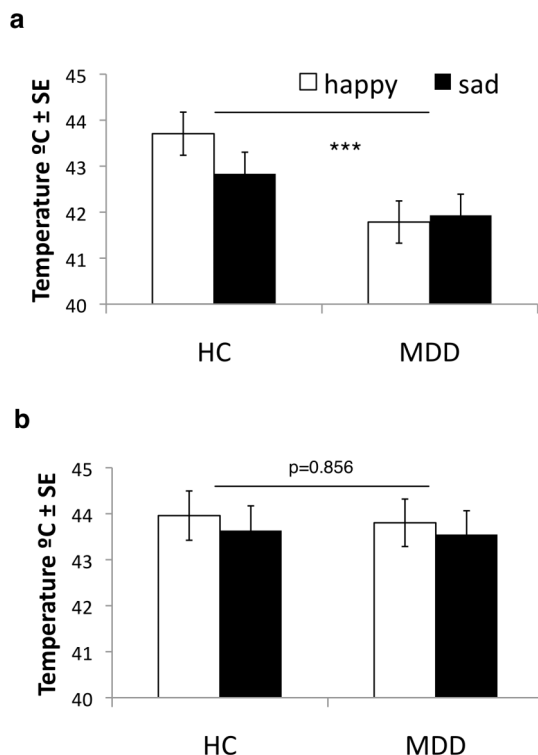 a
Temperature ºC ± SE
45
44
43
42
41
40
happy sad
***
HC MDD
b
Temperature ºC ± SE
45
44
43
42
41
40
p=0.856
HC MDD